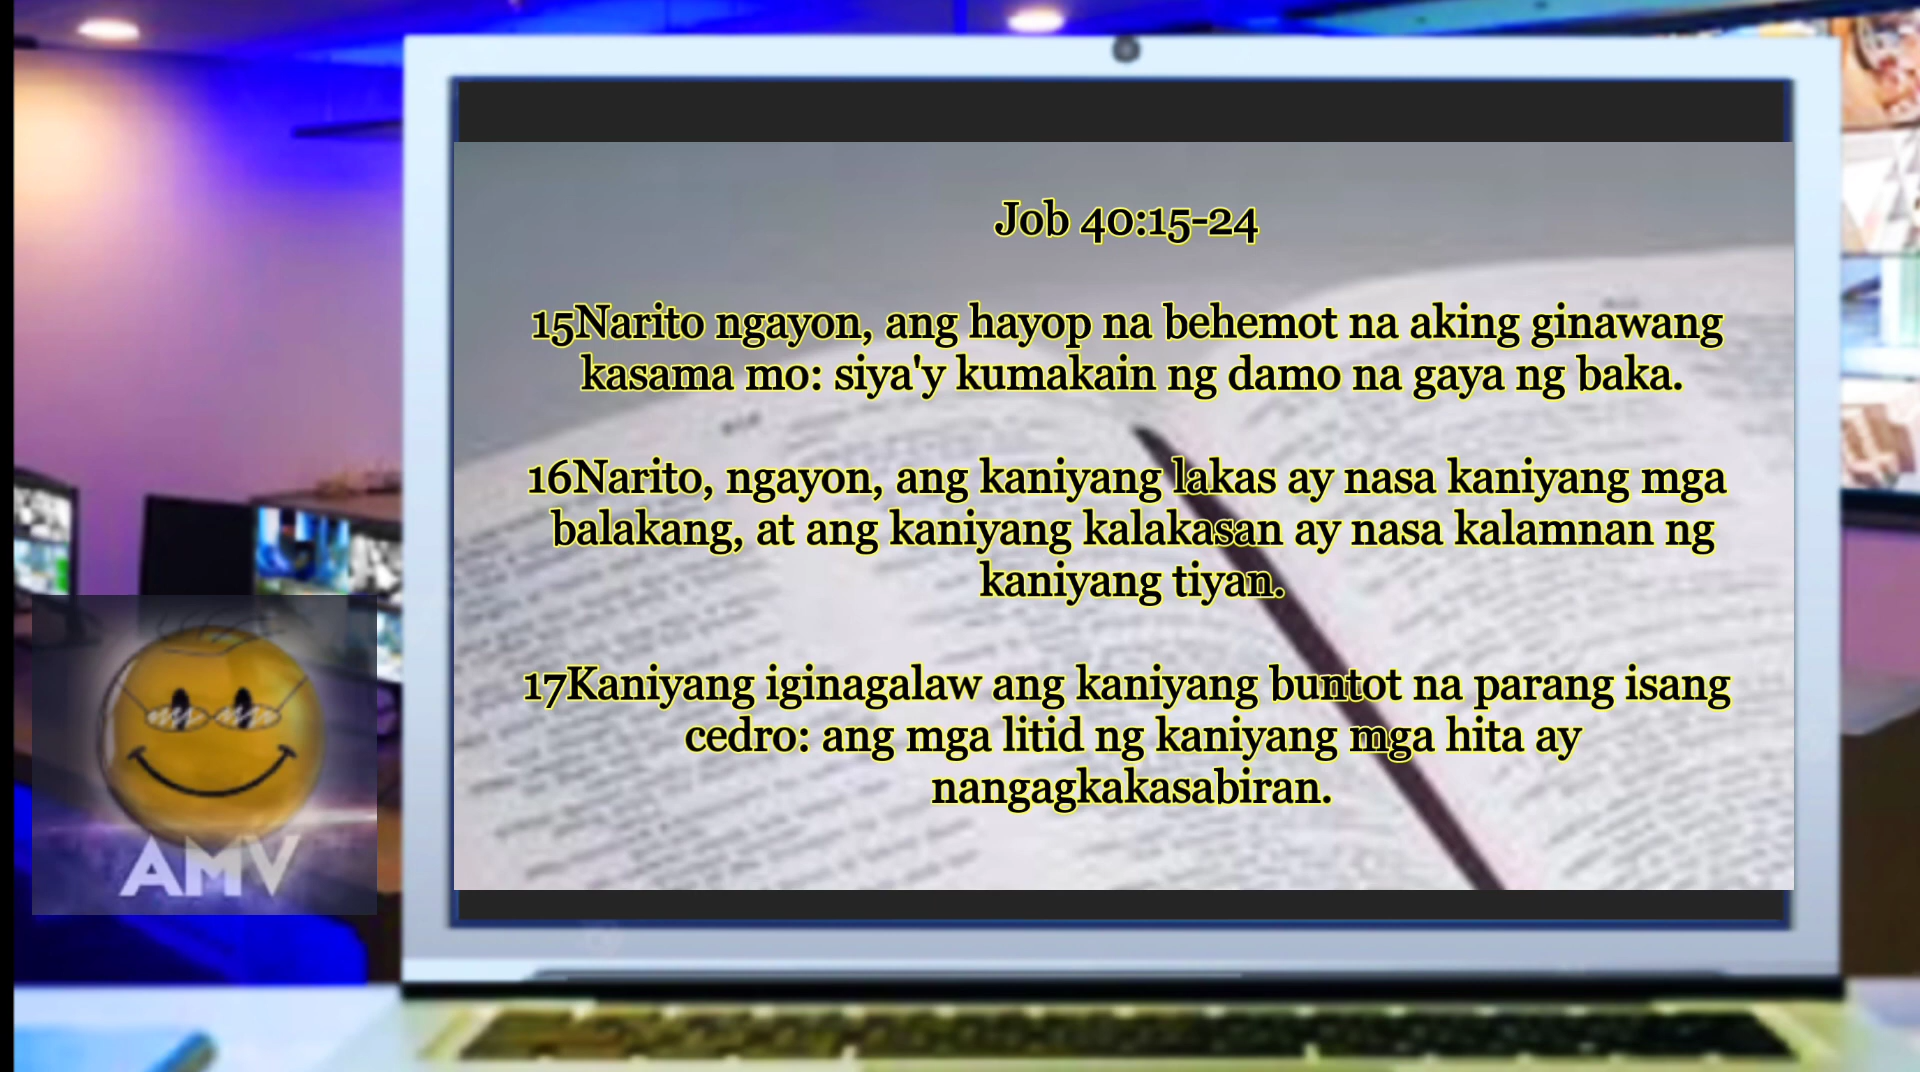 Job 40:15-24
15Narito ngayon, ang hayop na behemot na aking ginawang
kasama mo: siya'y kumakain ng damo na gaya ng baka.
16Narito, ngayon, ang kaniyang lakas ay nasa kaniyang mga
balakang, at ang kaniyang kalakasan ay nasa kalamnan ng
kaniyang tiyan.
17Kaniyang iginagalaw ang kaniyang buntot na parang isang
cedro: ang mga litid ng kaniyang mga hita ay
nangagkakasabiran.
AMV